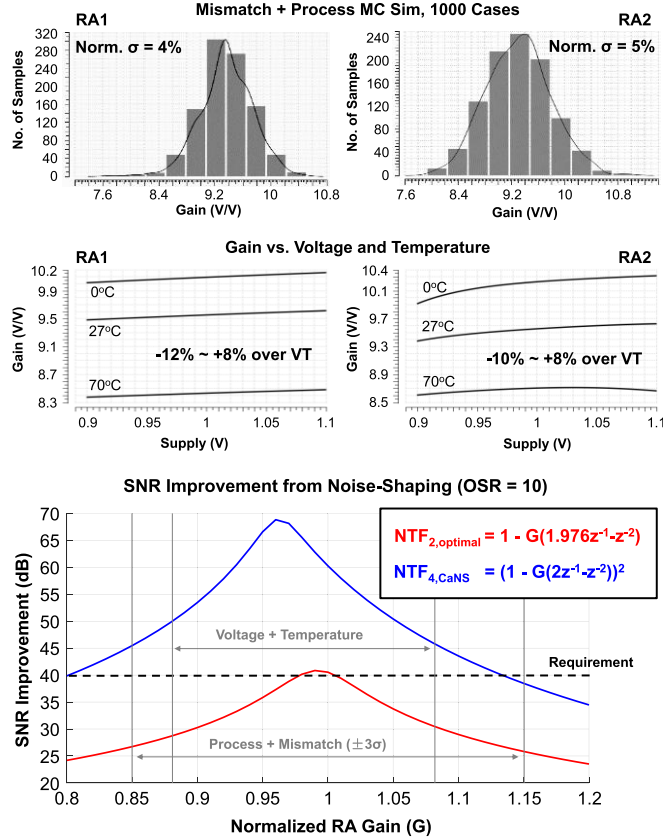 Mismatch + Process MC Sim, 1000 Cases
RA1
RA2
Norm. σ = 4%
Norm. σ = 5%
No. of Samples
320
280
240
200
160
120
80
40
0
7.6 8.4 9.2 10 10.8
Gain (V/V)
No. of Samples
240
200
160
120
80
40
0
7.6 8.4 9.2 10 10.8
Gain (V/V)
Gain vs. Voltage and Temperature
RA1
RA2
Gain (V/V)
10.2
9.9
9.5
9.1
8.7
8.3
0°C
27°C
-12% ~ +8% over VT
70°C
0.9 0.95 1 1.05 1.1
Supply (V)
Gain (V/V)
10.4
10.1
9.7
9.3
8.9
8.5
0°C
27°C
-10% ~ +8% over VT
70°C
0.9 0.95 1 1.05 1.1
Supply (V)
SNR Improvement from Noise-Shaping (OSR = 10)
SNR Improvement (dB)
70
65
60
55
50
45
40
35
30
25
20
NTF2,optimal = 1 - G(1.976z-1-z-2)
NTF4,CaNS = (1 - G(2z-1-z-2))2
Voltage + Temperature
Requirement
Process + Mismatch (±3σ)
0.8 0.85 0.9 0.95 1 1.05 1.1 1.15 1.2
Normalized RA Gain (G)